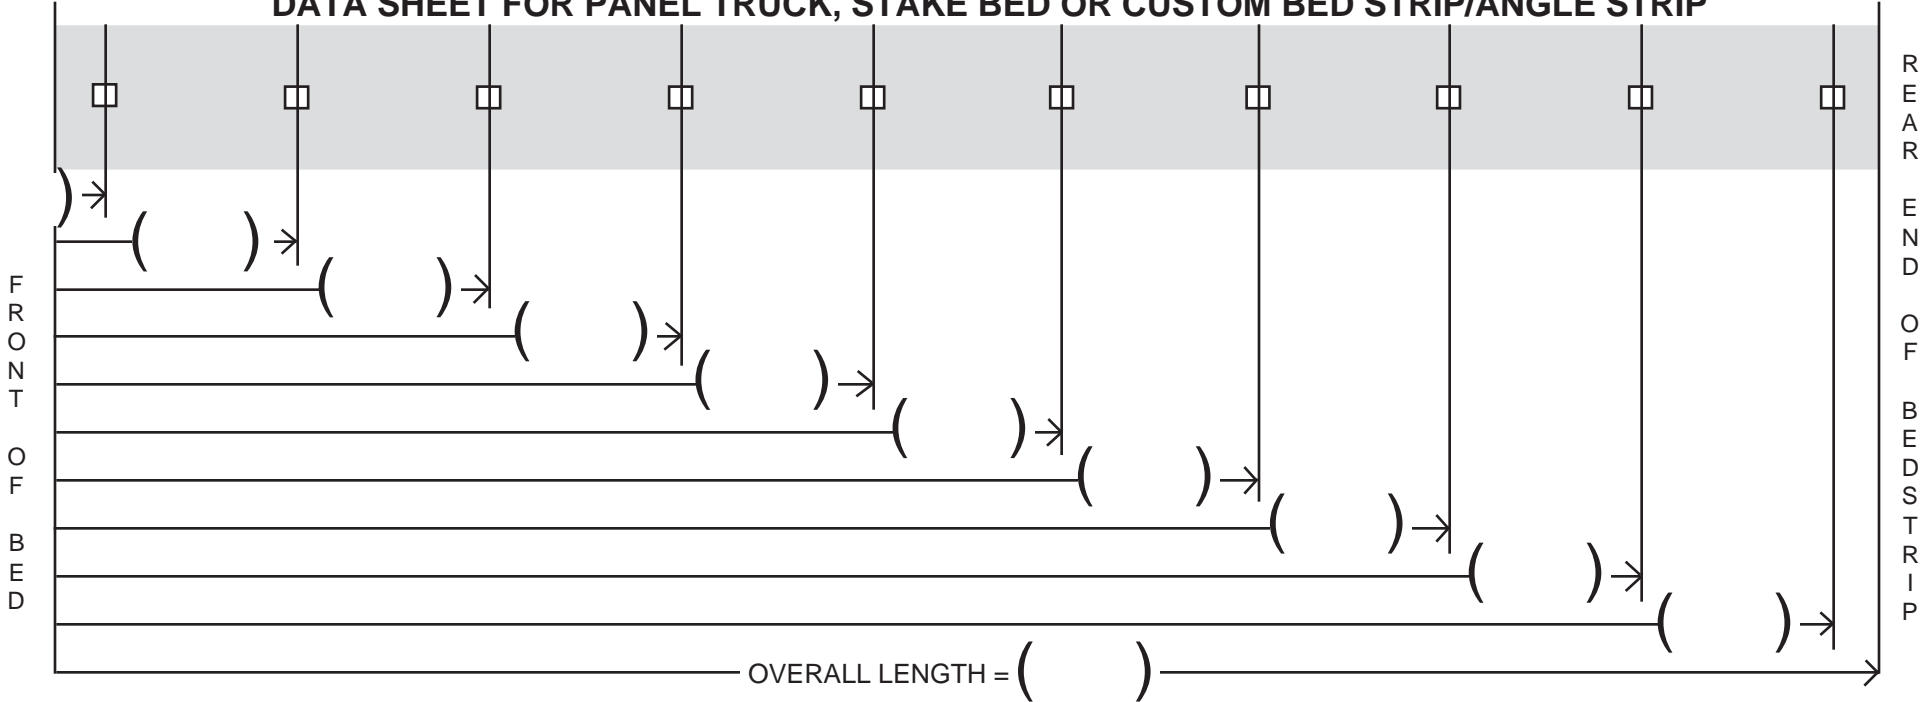 DATA SHEET FOR PANEL TRUCK, STAKE BED OR CUSTOM BED STRIP/ANGLE STRIP
)
( )
( )
( )
( )
( )
( )
( )
( )
( )
OVERALL LENGTH = ( )
FRONT OF BED
REAR END OF BEDSTRIP